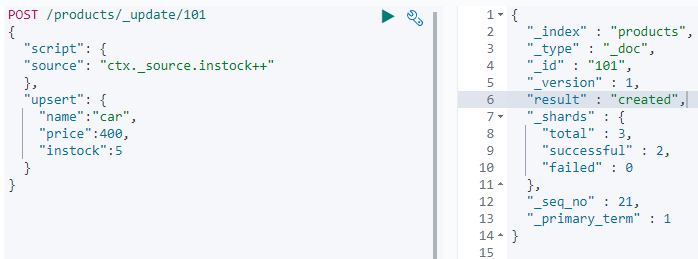 POST /products/_update/101
{
  "script": {
  "source": "ctx._source.instock++"
  },
  "upsert": {
    "name":"car",
    "price":400,
    "instock":5
  }
}
1 {
2   "_index" : "products",
3   "_type" : "_doc",
4   "_id" : "101",
5   "_version" : 1,
6   "result" : "created",
7   "_shards" : {
8     "total" : 3,
9     "successful" : 2,
10     "failed" : 0
11   },
12   "_seq_no" : 21,
13   "_primary_term" : 1
14 }
15